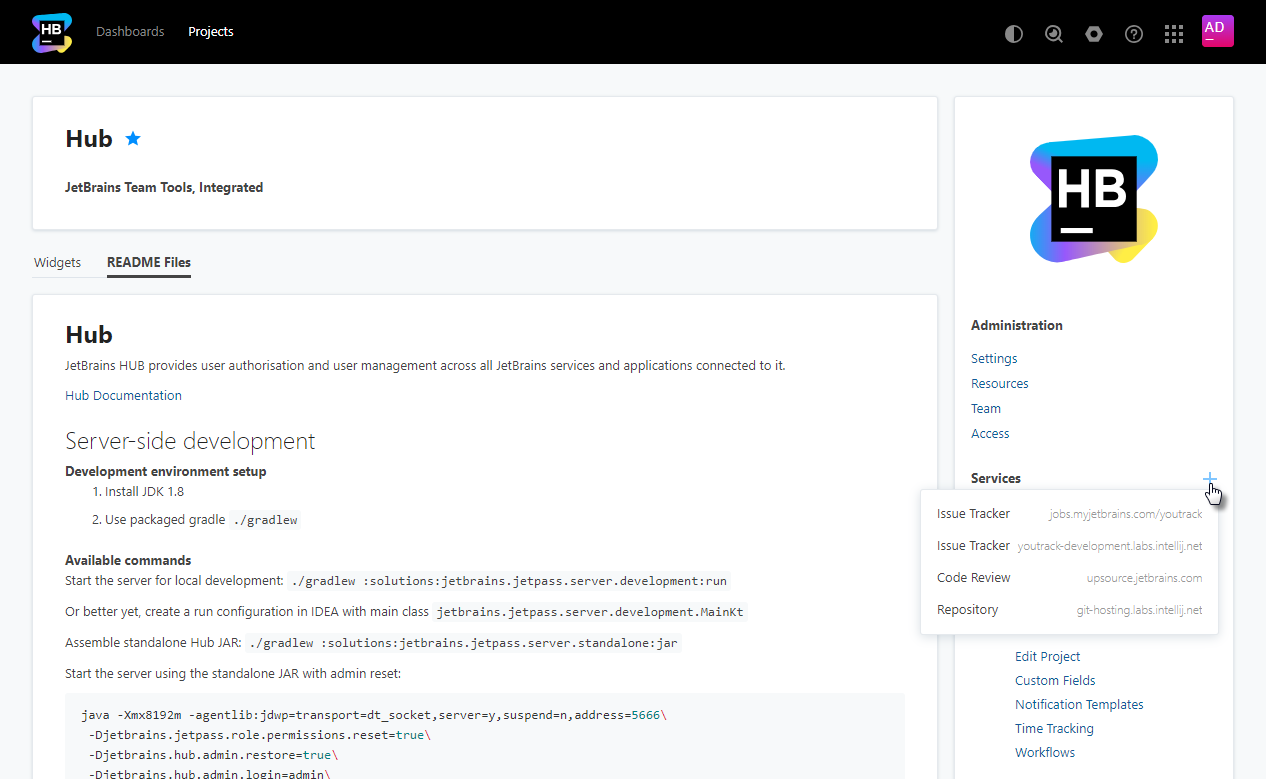 HB Dashboards Projects AD
Hub
JetBrains Team Tools, Integrated
Widgets README Files
Hub
JetBrains HUB provides user authorisation and user management across all JetBrains services and applications connected to it.
Hub Documentation
Server-side development
Development environment setup
1. Install JDK 1.8
2. Use packaged gradle ./gradlew
Available commands
Start the server for local development: ./gradlew :solutions:jetbrains.jetpass.server.development:run
Or better yet, create a run configuration in IDEA with main class jetbrains.jetpass.server.development.MainKt
Assemble standalone Hub JAR: ./gradlew :solutions:jetbrains.jetpass.server.standalone:jar
Start the server using the standalone JAR with admin reset:
java -Xmx8192m -agentlib:jdwp=transport=dt_socket,server=y,suspend=n,address=5666\
-Djetbrains.jetpass.role.permissions.reset=true\
-Djetbrains.hub.admin.restore=true\
-Djetbrains.hub.admin.login=admin\
HB
Administration
Settings
Resources
Team
Access
Services
Issue Tracker jobs.myjetbrains.com/youtrack
Issue Tracker youtrack-development.labs.intellij.net
Code Review upsource.jetbrains.com
Repository git-hosting.labs.intellij.net
Edit Project
Custom Fields
Notification Templates
Time Tracking
Workflows